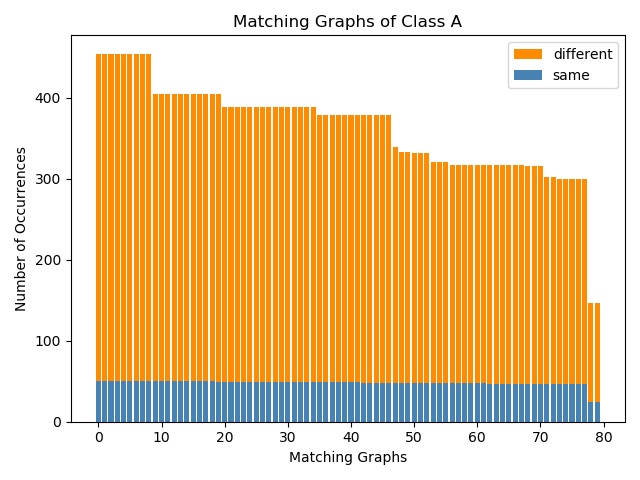 Matching Graphs of Class A
different
same
Number of Occurrences
400
300
200
100
0
0 10 20 30 40 50 60 70 80
Matching Graphs